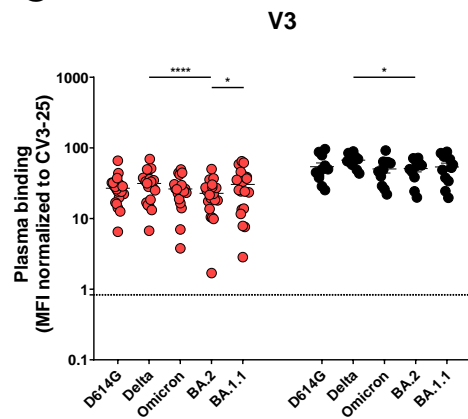 V3
**** * *
1000
100
10
1
0.1
Plasma binding
(MFI normalized to CV3-25)
D614G Delta Omicron BA.2 BA.1.1 D614G Delta Omicron BA.2 BA.1.1